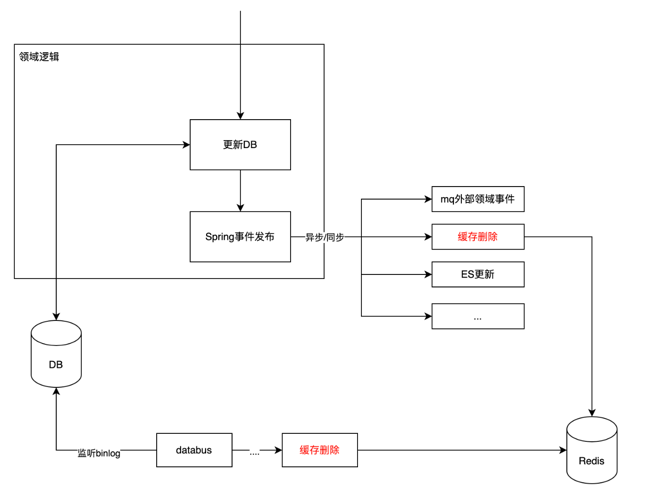 领域逻辑
更新DB
Spring事件发布
异步/同步
mq外部领域事件
缓存删除
ES更新
...
DB
监听binlog
databus
....
缓存删除
Redis